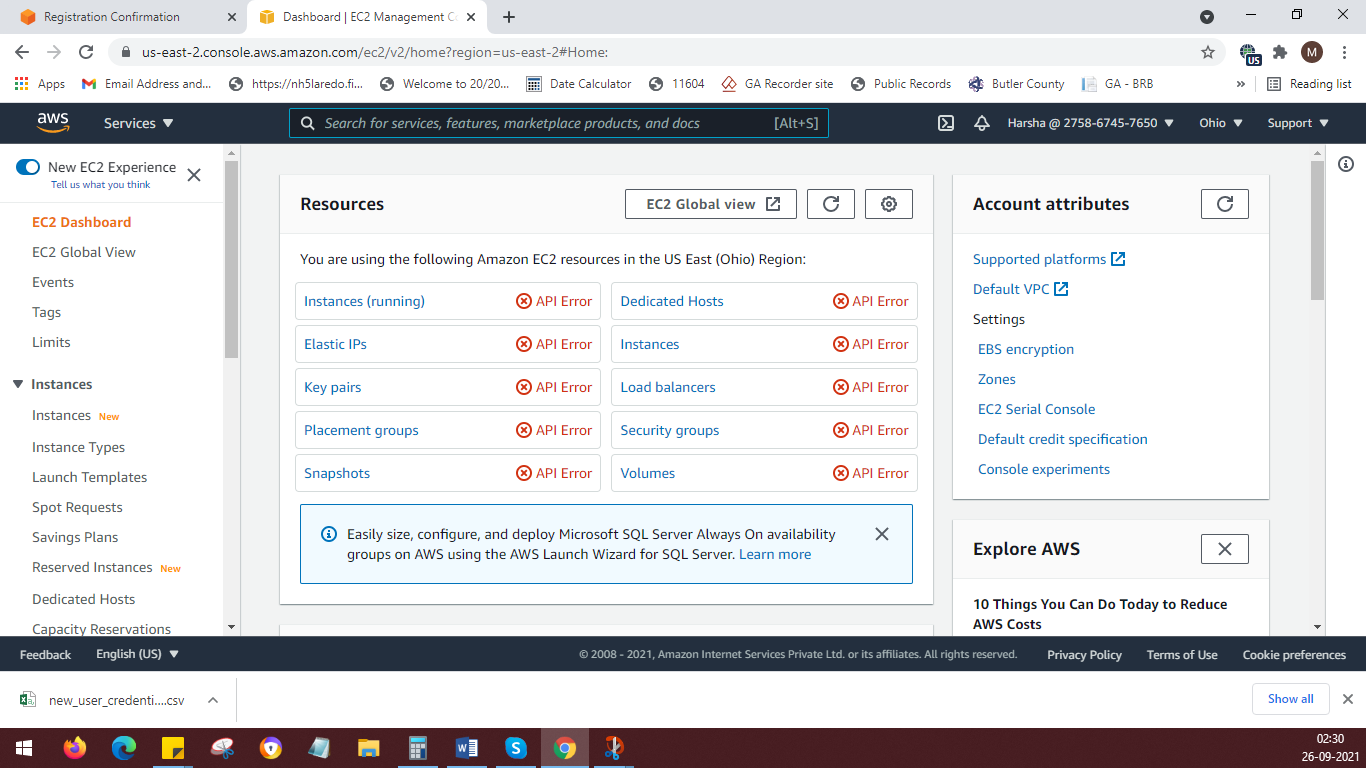 Registration Confirmation
Dashboard | EC2 Management Co
us-east-2.console.aws.amazon.com/ec2/v2/home?region=us-east-2#Home:
US
M
Apps
Email Address and...
https://nh5laredo.fi...
Welcome to 20/20...
Date Calculator
11604
GA Recorder site
Public Records
Butler County
GA - BRB
»
Reading list
aws
Services
Search for services, features, marketplace products, and docs
[Alt+S]
Harsha @ 2758-6745-7650
Ohio
Support
New EC2 Experience
Tell us what you think
EC2 Dashboard
EC2 Global View
Events
Tags
Limits
Instances
Instances New
Instance Types
Launch Templates
Spot Requests
Savings Plans
Reserved Instances New
Dedicated Hosts
Capacity Reservations
Resources
EC2 Global view
You are using the following Amazon EC2 resources in the US East (Ohio) Region:
Instances (running) API Error
Dedicated Hosts API Error
Elastic IPs API Error
Instances API Error
Key pairs API Error
Load balancers API Error
Placement groups API Error
Security groups API Error
Snapshots API Error
Volumes API Error
Easily size, configure, and deploy Microsoft SQL Server Always On availability
groups on AWS using the AWS Launch Wizard for SQL Server. Learn more
Account attributes
Supported platforms
Default VPC
Settings
EBS encryption
Zones
EC2 Serial Console
Default credit specification
Console experiments
Explore AWS
10 Things You Can Do Today to Reduce
AWS Costs
Feedback
English (US)
© 2008 - 2021, Amazon Internet Services Private Ltd. or its affiliates. All rights reserved.
Privacy Policy
Terms of Use
Cookie preferences
new_user_credenti....csv
Show all
02:30
26-09-2021